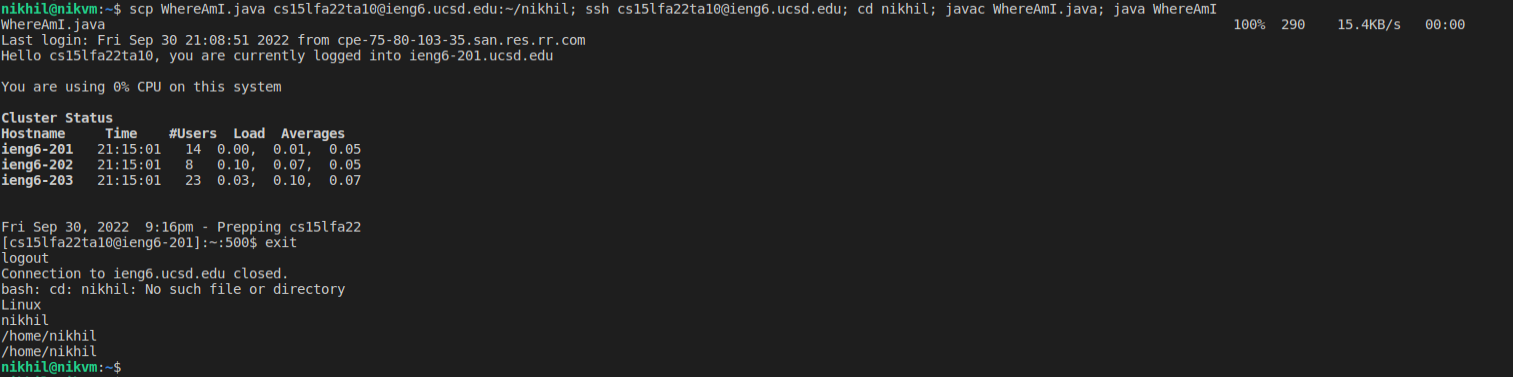 nikhil@nikvm:~$ scp WhereAmI.java cs15lfa22ta10@ieng6.ucsd.edu:~/nikhil; ssh cs15lfa22ta10@ieng6.ucsd.edu; cd nikhil; javac WhereAmI.java; java WhereAmI
WhereAmI.java 100% 290 15.4KB/s 00:00
Last login: Fri Sep 30 21:08:51 2022 from cpe-75-80-103-35.san.res.rr.com
Hello cs15lfa22ta10, you are currently logged into ieng6-201.ucsd.edu
You are using 0% CPU on this system
Cluster Status
Hostname Time #Users Load Averages
ieng6-201 21:15:01 14 0.00, 0.01, 0.05
ieng6-202 21:15:01 8 0.10, 0.07, 0.05
ieng6-203 21:15:01 23 0.03, 0.10, 0.07
Fri Sep 30, 2022 9:16pm - Prepping cs15lfa22
[cs15lfa22ta10@ieng6-201]:~:500$ exit
logout
Connection to ieng6.ucsd.edu closed.
bash: cd: nikhil: No such file or directory
Linux
nikhil
/home/nikhil
/home/nikhil
nikhil@nikvm:~$